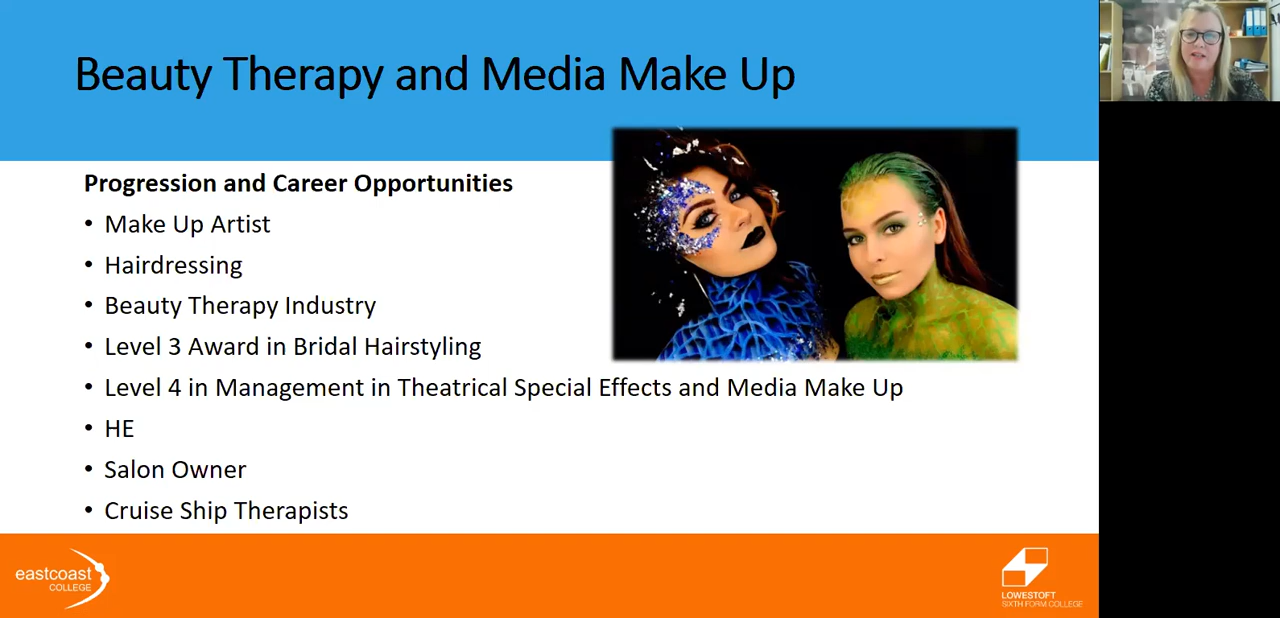 Beauty Therapy and Media Make Up
Progression and Career Opportunities
• Make Up Artist
• Hairdressing
• Beauty Therapy Industry
• Level 3 Award in Bridal Hairstyling
• Level 4 in Management in Theatrical Special Effects and Media Make Up
• HE
• Salon Owner
• Cruise Ship Therapists
eastcoast
COLLEGE
LOWESTOFT
SIXTH FORM COLLEGE